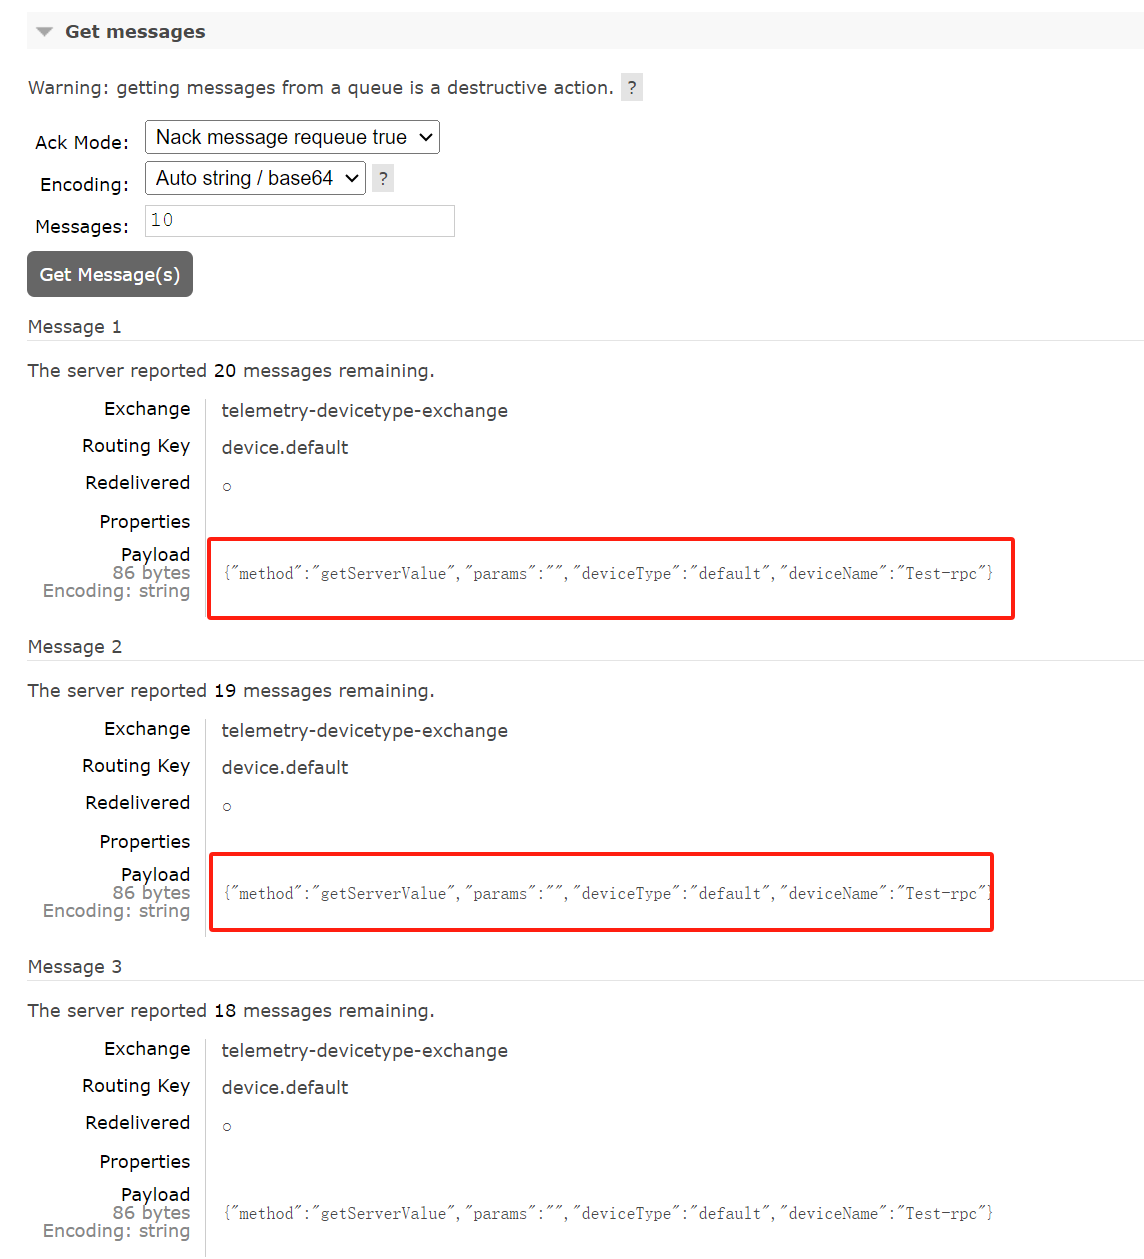 Get messages
Warning: getting messages from a queue is a destructive action. ?
Ack Mode: Nack message requeue true
Encoding: Auto string / base64 ?
Messages: 10
Get Message(s)
Message 1
The server reported 20 messages remaining.
Exchange telemetry-devicetype-exchange
Routing Key device.default
Redelivered ○
Properties
Payload
86 bytes
Encoding: string
{"method":"getServerValue","params":"","deviceType":"default","deviceName":"Test-rpc"}
Message 2
The server reported 19 messages remaining.
Exchange telemetry-devicetype-exchange
Routing Key device.default
Redelivered ○
Properties
Payload
86 bytes
Encoding: string
{"method":"getServerValue","params":"","deviceType":"default","deviceName":"Test-rpc"}
Message 3
The server reported 18 messages remaining.
Exchange telemetry-devicetype-exchange
Routing Key device.default
Redelivered ○
Properties
Payload
86 bytes
Encoding: string
{"method":"getServerValue","params":"","deviceType":"default","deviceName":"Test-rpc"}